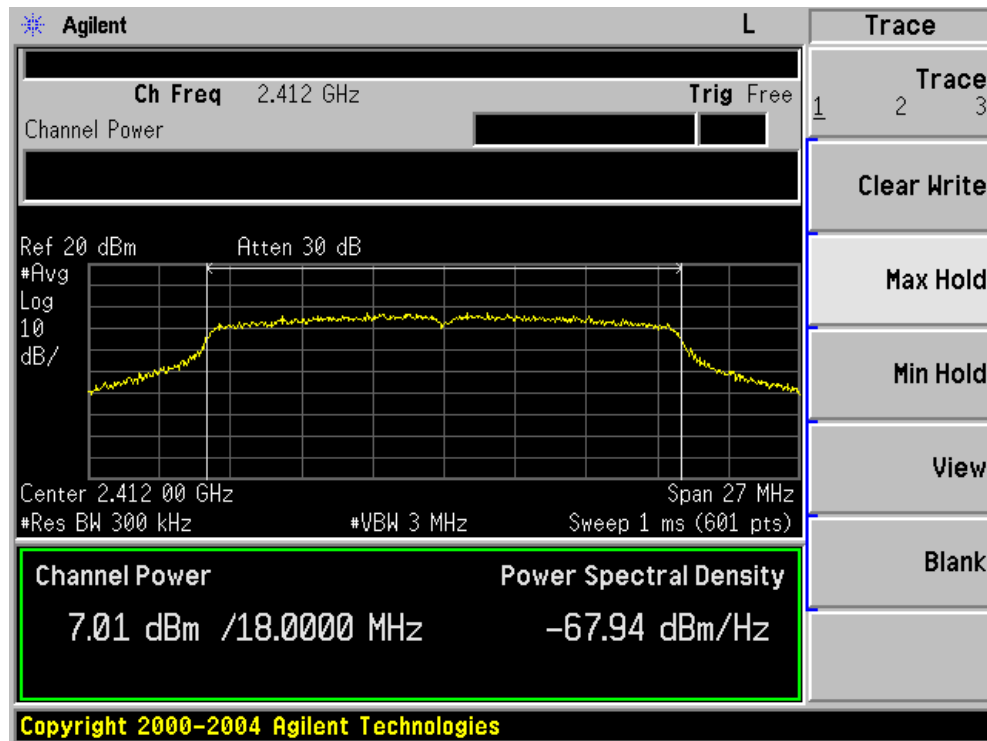 Agilent L Trace
Ch Freq 2.412 GHz Trig Free
Channel Power
Trace
1 2 3
Clear Write
Ref 20 dBm Atten 30 dB
#Avg
Log
10
dB/
Max Hold
Min Hold
View
Center 2.412 00 GHz Span 27 MHz
#Res BW 300 kHz #VBW 3 MHz Sweep 1 ms (601 pts)
Blank
Channel Power Power Spectral Density
7.01 dBm /18.0000 MHz -67.94 dBm/Hz
Copyright 2000-2004 Agilent Technologies